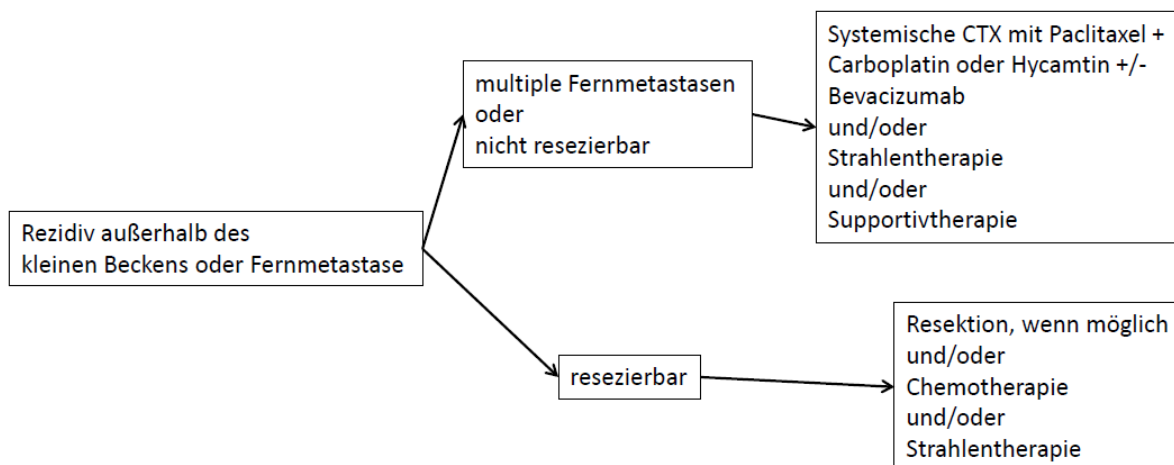 Rezidiv außerhalb des
kleinen Beckens oder Fernmetastase
multiple Fernmetastasen
oder
nicht resezierbar
Systemische CTX mit Paclitaxel +
Carboplatin oder Hycamtin +/-
Bevacizumab
und/oder
Strahlentherapie
und/oder
Supportivtherapie
resezierbar
Resektion, wenn möglich
und/oder
Chemotherapie
und/oder
Strahlentherapie